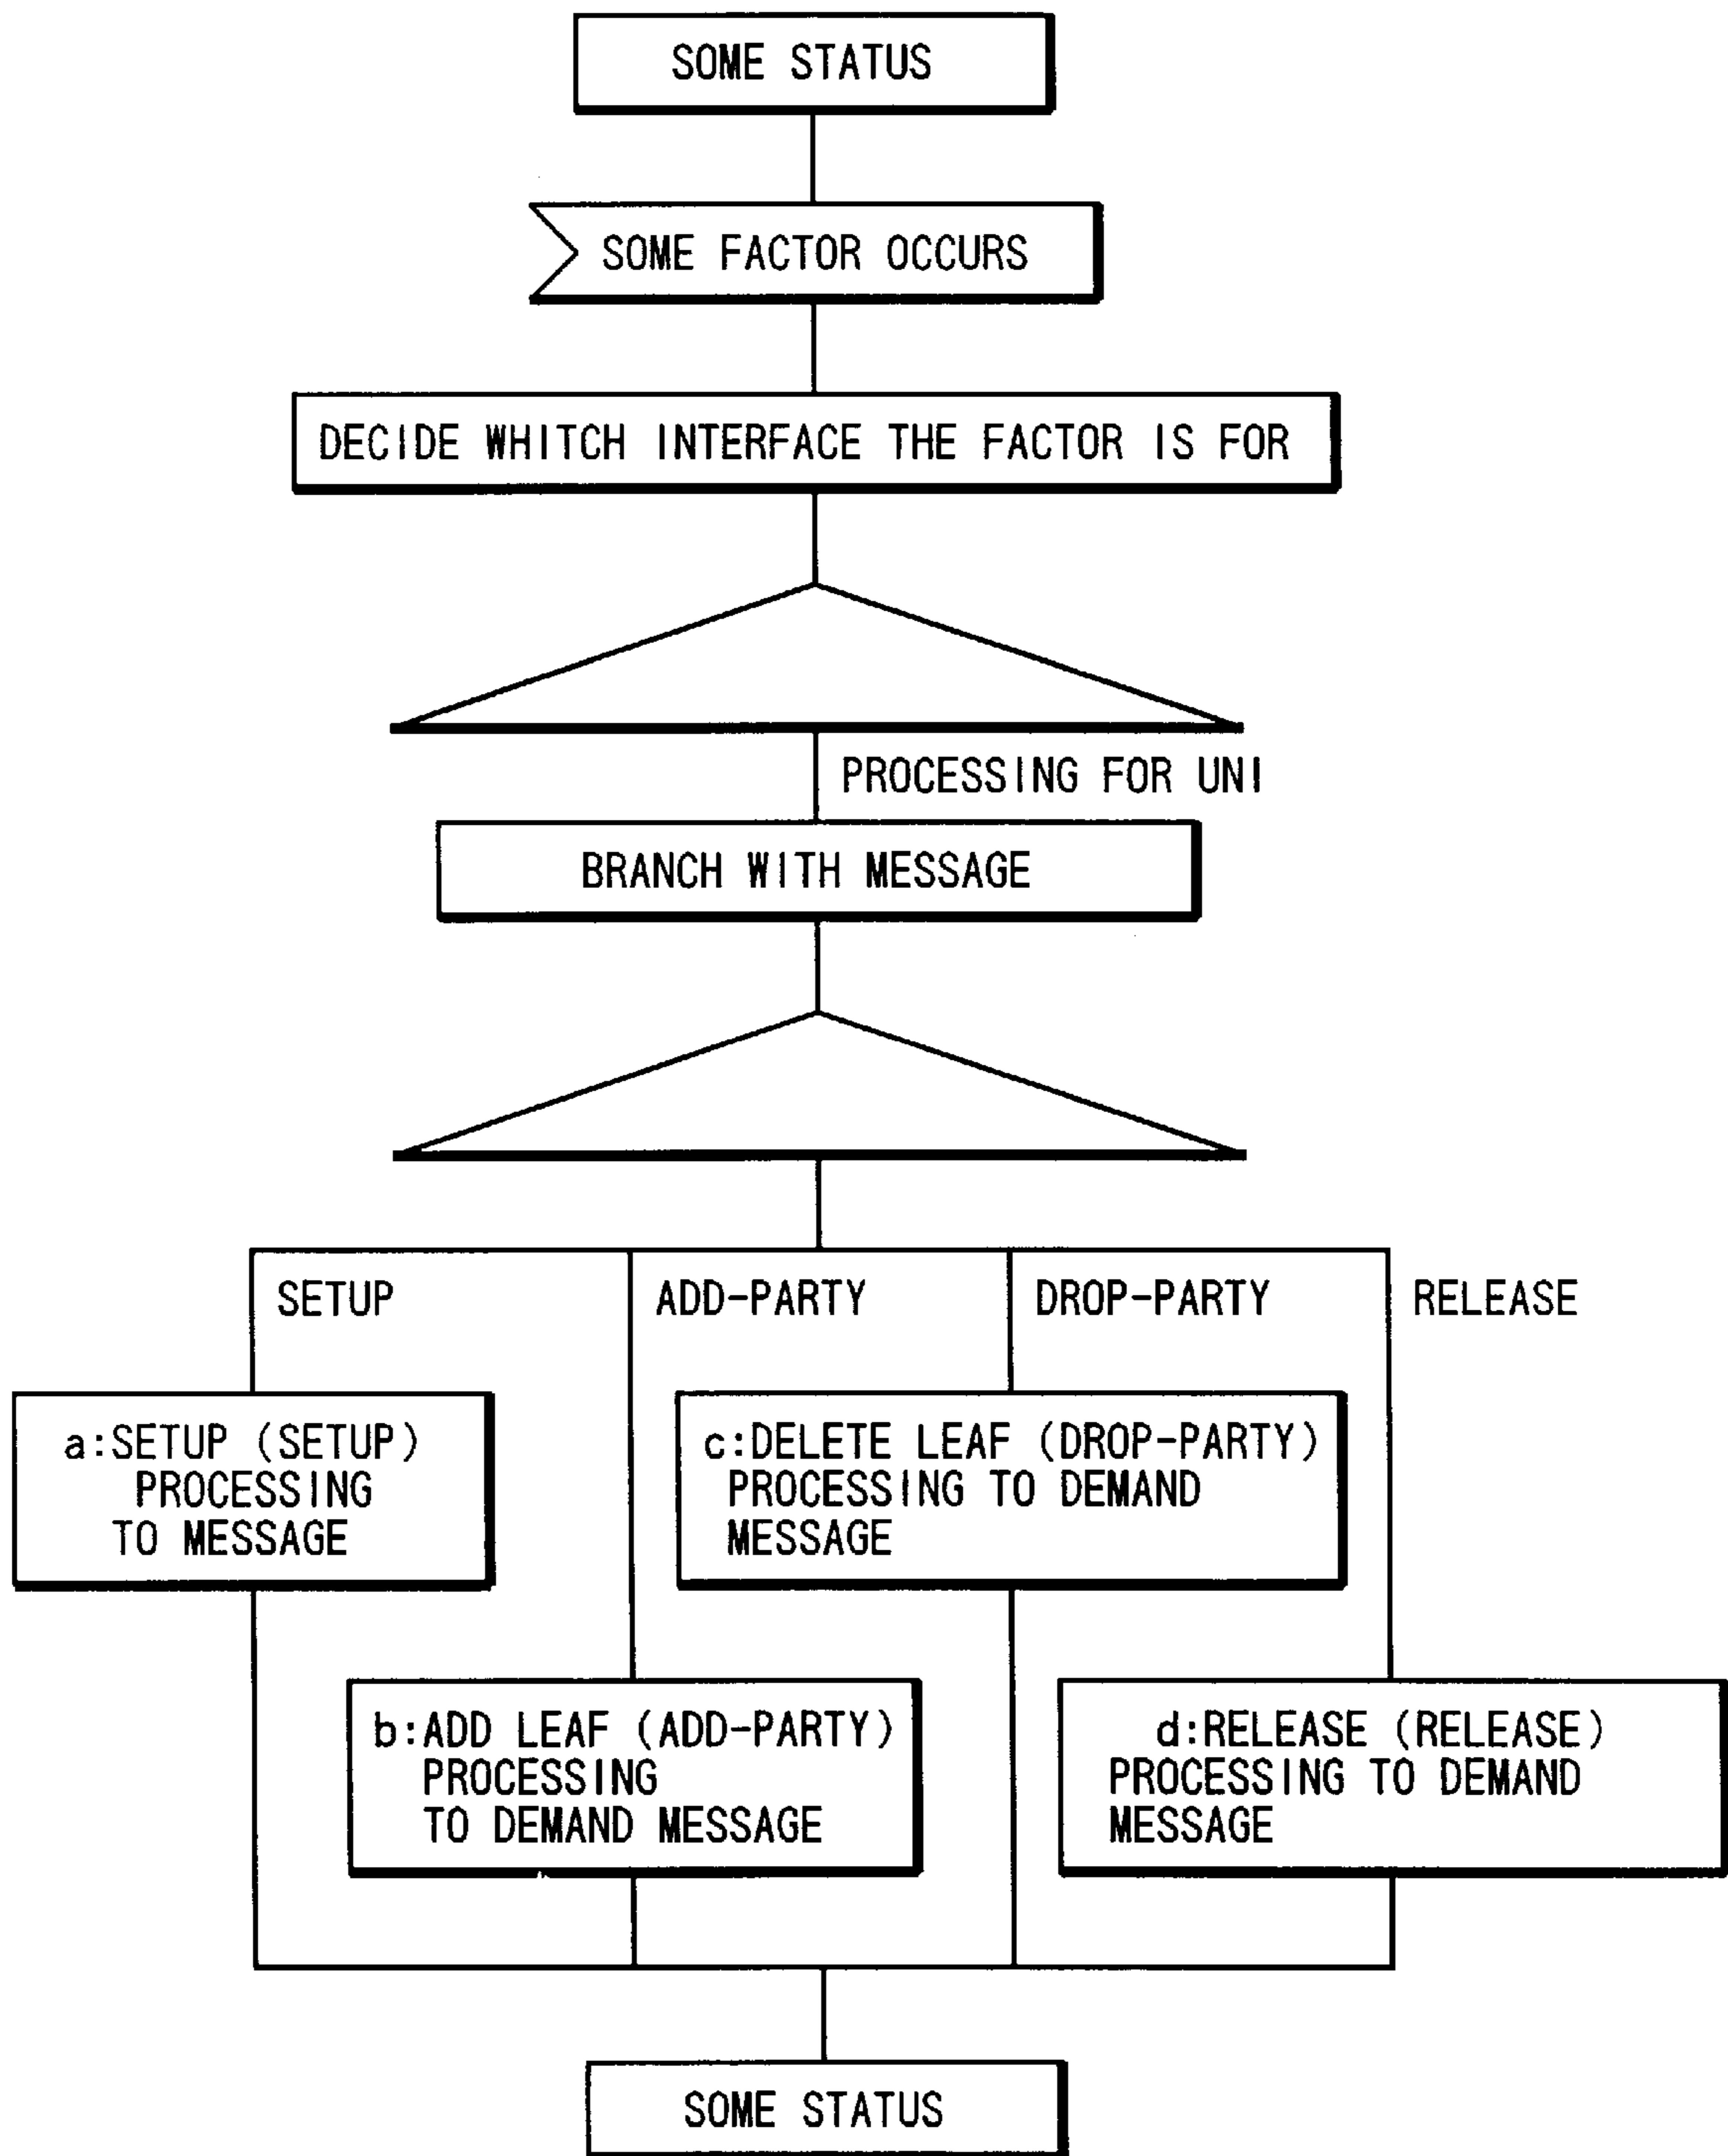 SOME STATUS
SOME FACTOR OCCURS
DECIDE WHITCH INTERFACE THE FACTOR IS FOR
PROCESSING FOR UNI
BRANCH WITH MESSAGE
SETUP
ADD-PARTY
DROP-PARTY
RELEASE
a:SETUP (SETUP)
PROCESSING
TO MESSAGE
c:DELETE LEAF (DROP-PARTY)
PROCESSING TO DEMAND
MESSAGE
b:ADD LEAF (ADD-PARTY)
PROCESSING
TO DEMAND MESSAGE
d:RELEASE (RELEASE)
PROCESSING TO DEMAND
MESSAGE
SOME STATUS